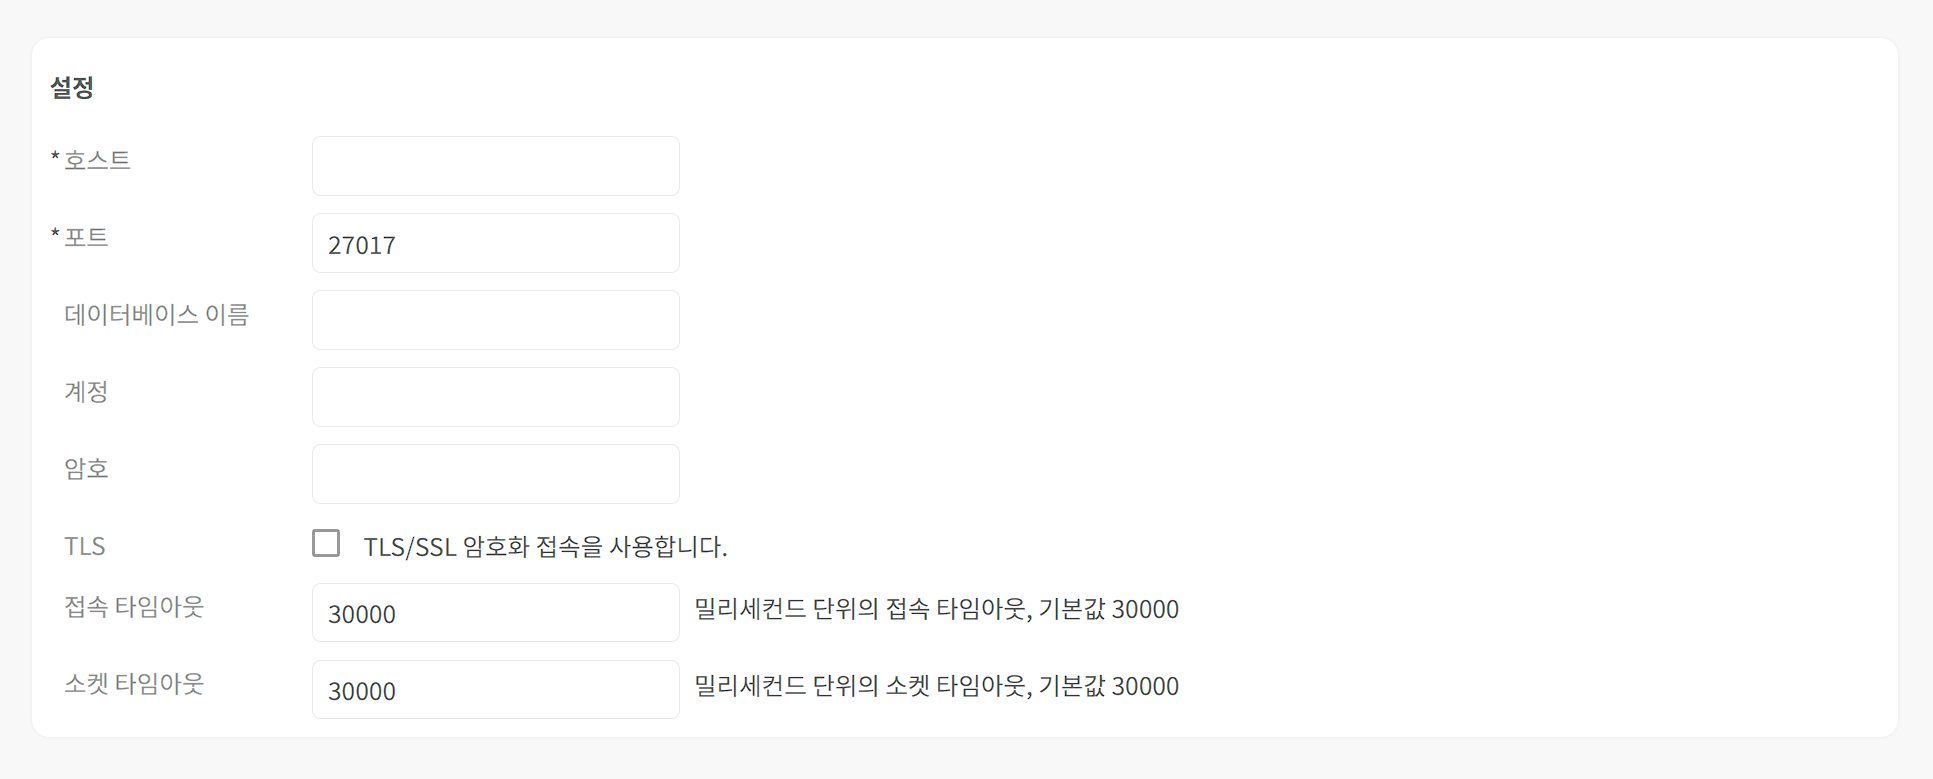 설정
* 호스트
* 포트 27017
데이터베이스 이름
계정
암호
TLS TLS/SSL 암호화 접속을 사용합니다.
접속 타임아웃 30000 밀리세컨드 단위의 접속 타임아웃, 기본값 30000
소켓 타임아웃 30000 밀리세컨드 단위의 소켓 타임아웃, 기본값 30000